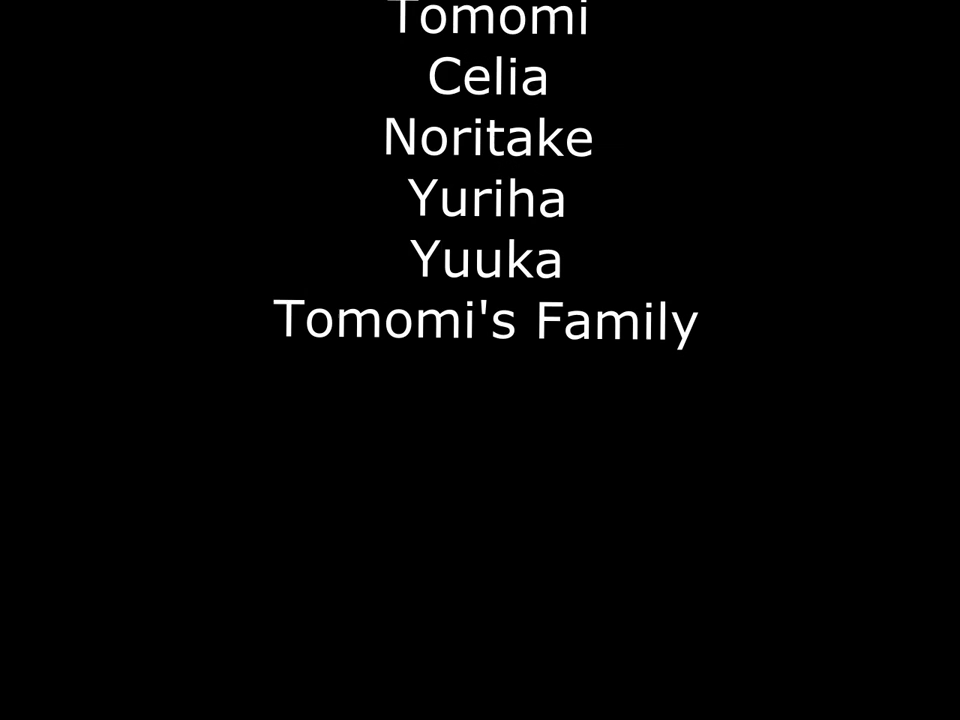 Tomomi
Celia
Noritake
Yuriha
Yuuka
Tomomi's Family